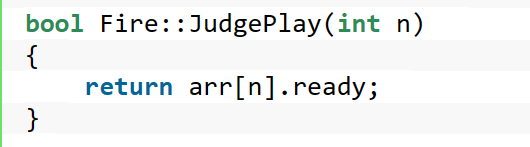 bool Fire::JudgePlay(int n)
{
    return arr[n].ready;
}